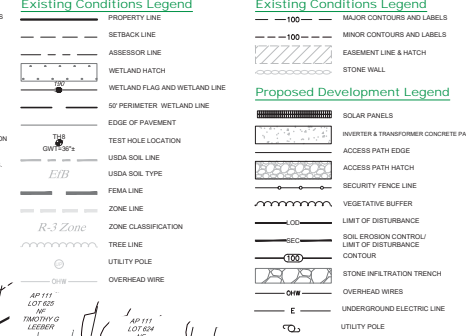 Existing Conditions Legend
PROPERTY LINE
SETBACK LINE
ASSESSOR LINE
WETLAND HATCH
T90
WETLAND FLAG AND WETLAND LINE
50' PERIMETER WETLAND LINE
EDGE OF PAVEMENT
TH8
GWT=36"±
TEST HOLE LOCATION
USDA SOIL LINE
EfB
USDA SOIL TYPE
FEMA LINE
ZONE LINE
R-3 Zone
ZONE CLASSIFICATION
TREE LINE
UTILITY POLE
OHW
OVERHEAD WIRE
AP 111
LOT 625
NF
TIMOTHY G
LEEBER
AP 111
LOT 624
NF
Existing Conditions Legend
100
MAJOR CONTOURS AND LABELS
100
MINOR CONTOURS AND LABELS
EASEMENT LINE & HATCH
STONE WALL
Proposed Development Legend
SOLAR PANELS
INVERTER & TRANSFORMER CONCRETE PA
ACCESS PATH EDGE
ACCESS PATH HATCH
SECURITY FENCE LINE
VEGETATIVE BUFFER
LOD
LIMIT OF DISTURBANCE
SEC
SOIL EROSION CONTROL/
LIMIT OF DISTURBANCE
100
CONTOUR
STONE INFILTRATION TRENCH
OHW
OVERHEAD WIRES
E
UNDERGROUND ELECTRIC LINE
UTILITY POLE